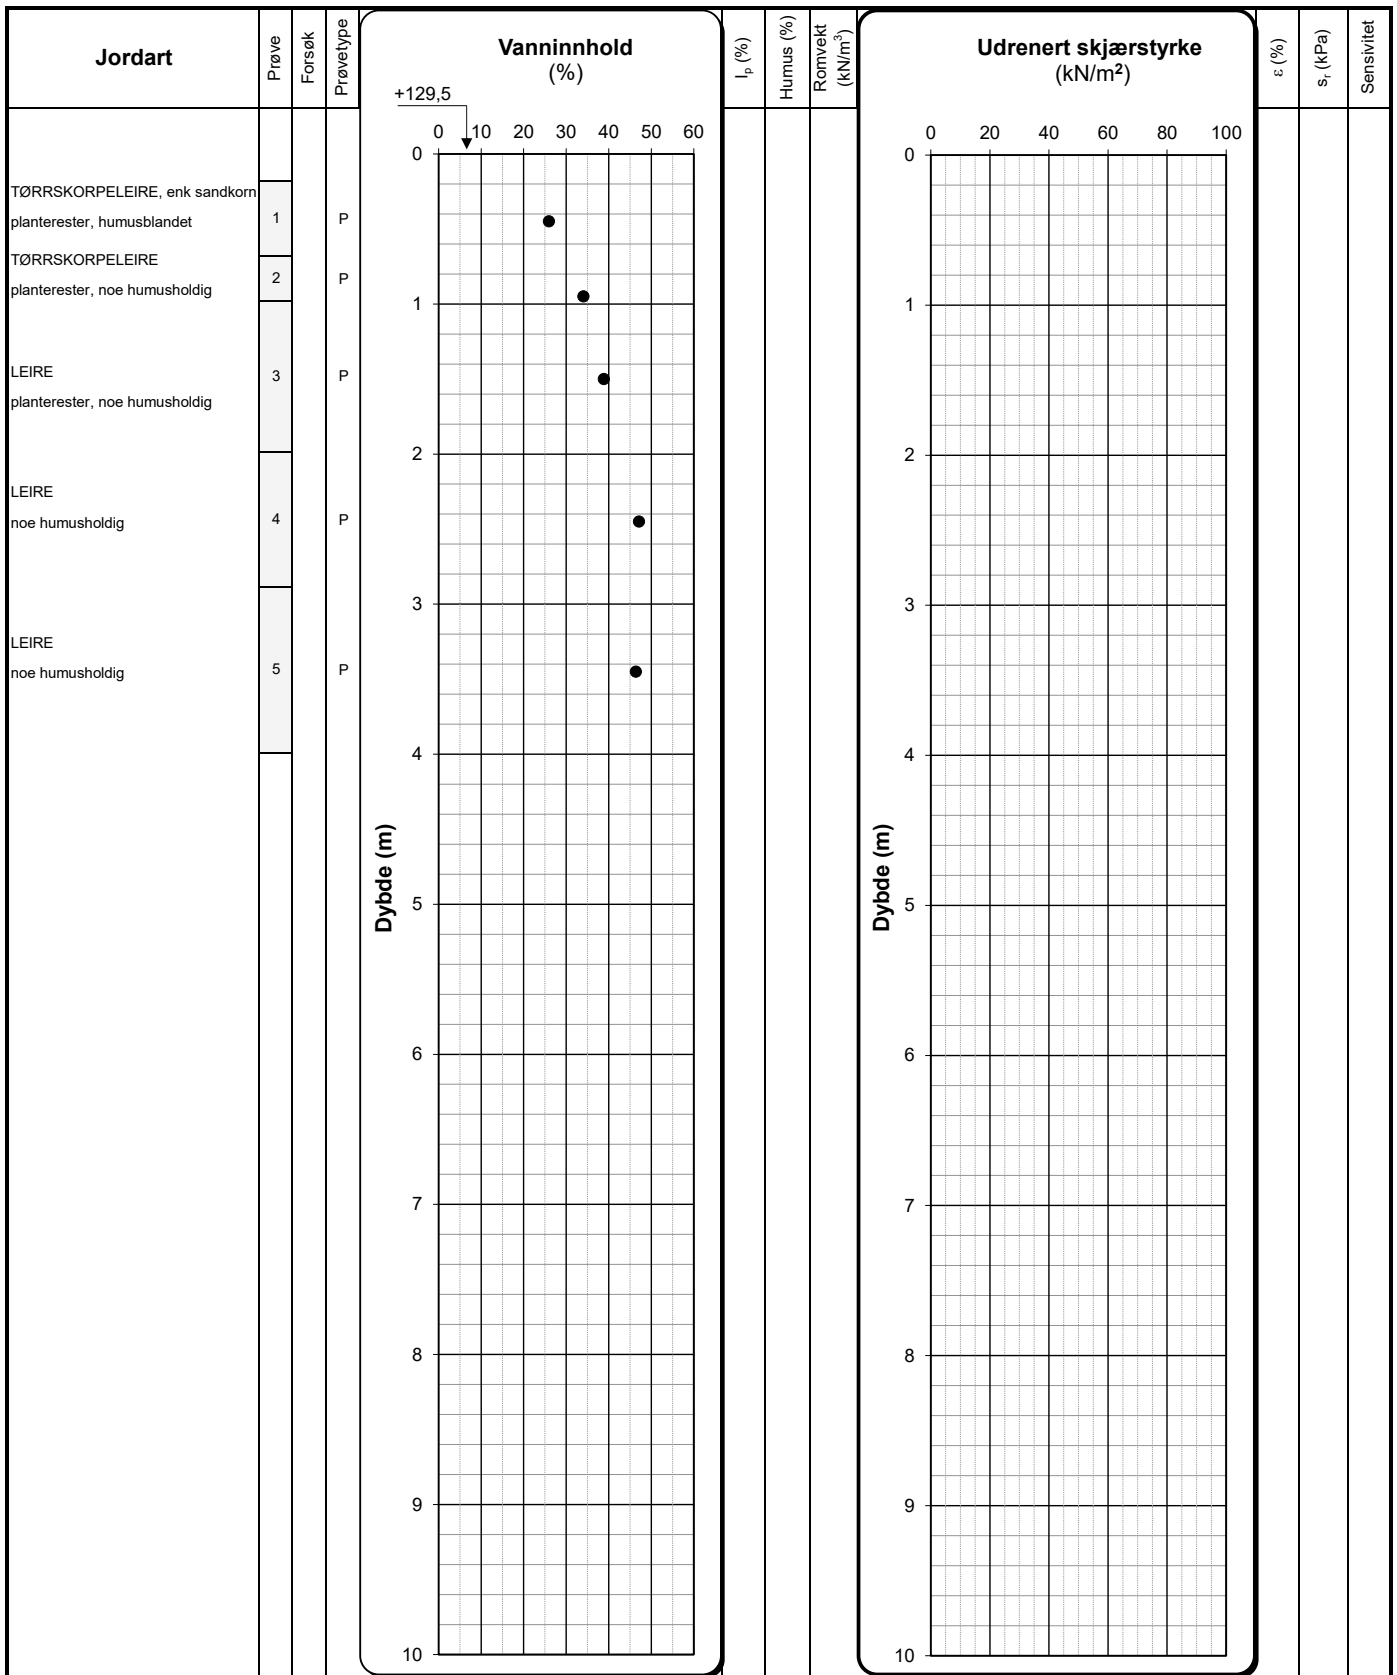 Jordart
Prøve
Forsøk
Prøvetype
Vanninnhold
(%)
+129,5
Iₚ (%)
Humus (%)
Romvekt
(kN/m³)
Udrenert skjærstyrke
(kN/m²)
ε (%)
sᵣ (kPa)
Sensivitet
0 10 20 30 40 50 60
0 20 40 60 80 100
TØRRSKORPELEIRE, enk sandkorn
planterester, humusblandet
1
P
TØRRSKORPELEIRE
planterester, noe humusholdig
2
P
LEIRE
planterester, noe humusholdig
3
P
LEIRE
noe humusholdig
4
P
LEIRE
noe humusholdig
5
P
Dybde (m)
0
1
2
3
4
5
6
7
8
9
10
Dybde (m)
0
1
2
3
4
5
6
7
8
9
10